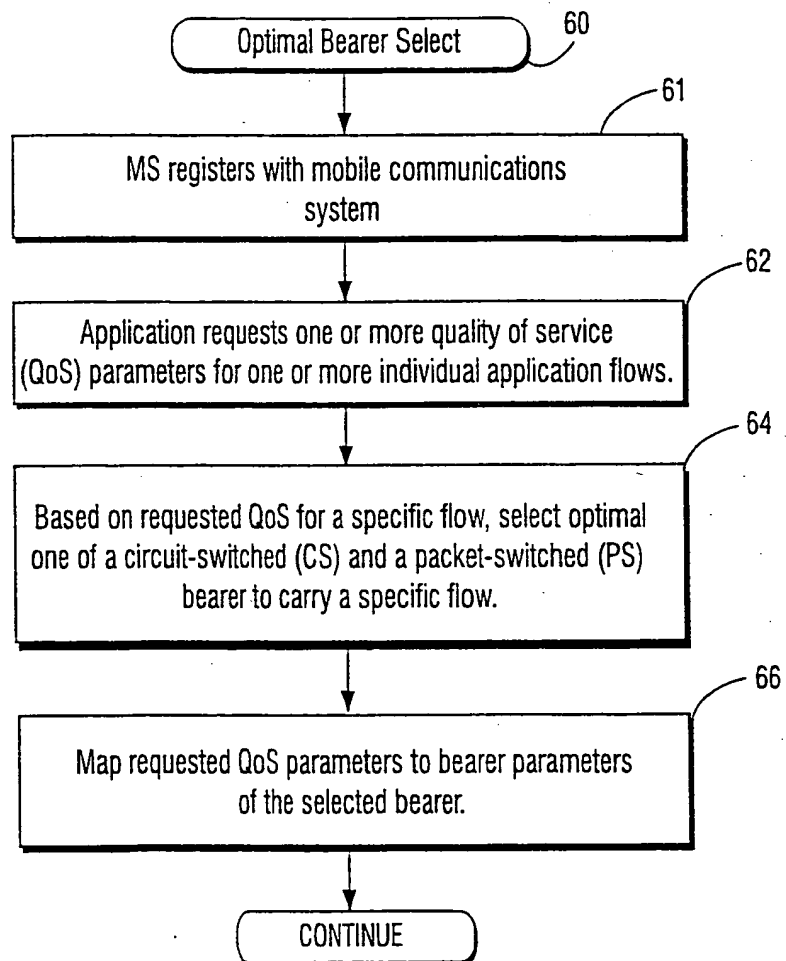 Optimal Bearer Select
60
61
MS registers with mobile communications
system
62
Application requests one or more quality of service
(QoS) parameters for one or more individual application flows.
64
Based on requested QoS for a specific flow, select optimal
one of a circuit-switched (CS) and a packet-switched (PS)
bearer to carry a specific flow.
66
Map requested QoS parameters to bearer parameters
of the selected bearer.
CONTINUE